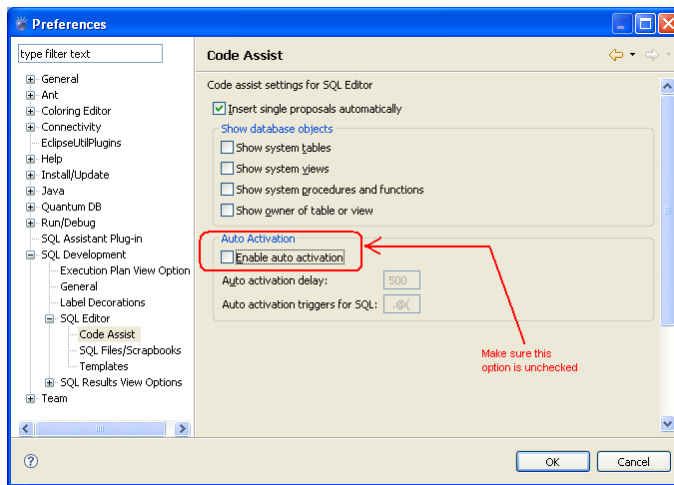 Preferences
type filter text
Code Assist
General
Ant
Coloring Editor
Connectivity
EclipseUtilPlugins
Help
Install/Update
Java
Quantum DB
Run/Debug
SQL Assistant Plug-in
SQL Development
Execution Plan View Option
General
Label Decorations
SQL Editor
Code Assist
SQL Files/Scrapbooks
Templates
SQL Results View Options
Team
Code assist settings for SQL Editor
Insert single proposals automatically
Show database objects
Show system tables
Show system views
Show system procedures and functions
Show owner of table or view
Auto Activation
Enable auto activation
Auto activation delay: 500
Auto activation triggers for SQL: .@(
Make sure this
option is unchecked
?
OK Cancel